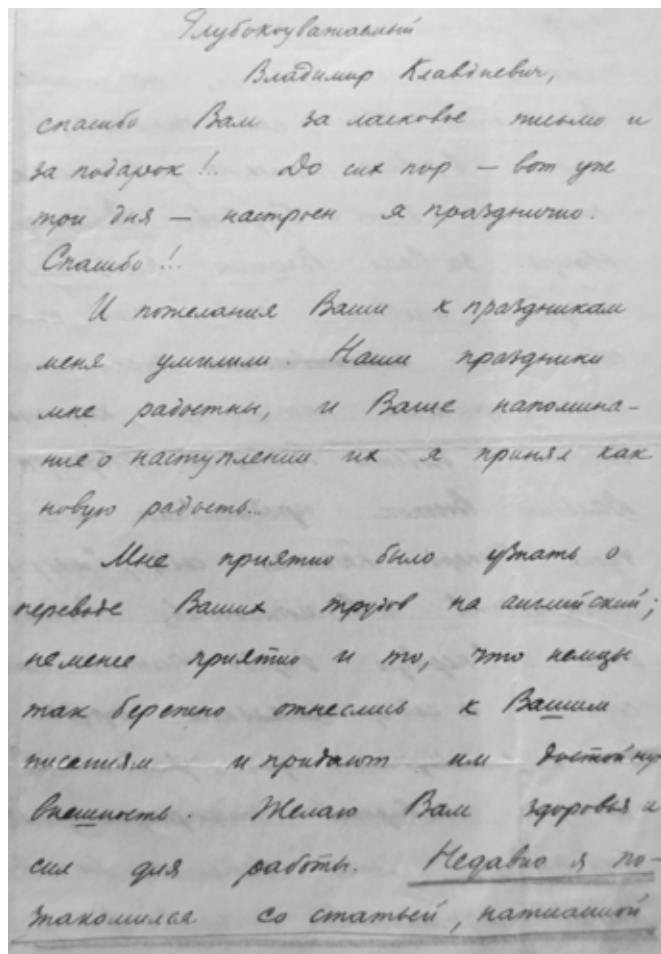 Глубокоуважаемый
Владимир Клавдиевич,
спасибо Вам за ласковое письмо и
за подарок!.. До сих пор — вот уже
три дня — настроен я празднично.
Спасибо!..
И пожелания Ваши к праздникам
меня умилили. Наши праздники
мне радостны, и Ваше напомина-
ние о наступлении их я принял как
новую радость...
Мне приятно было узнать о
переводе Ваших трудов на английский;
не менее приятно и то, что немцы
так бережно отнеслись к Вашим
писаниям и придают им достойную
внешность. Желаю Вам здоровья и
сил для работы. Недавно я по-
знакомился со статьей, написанной